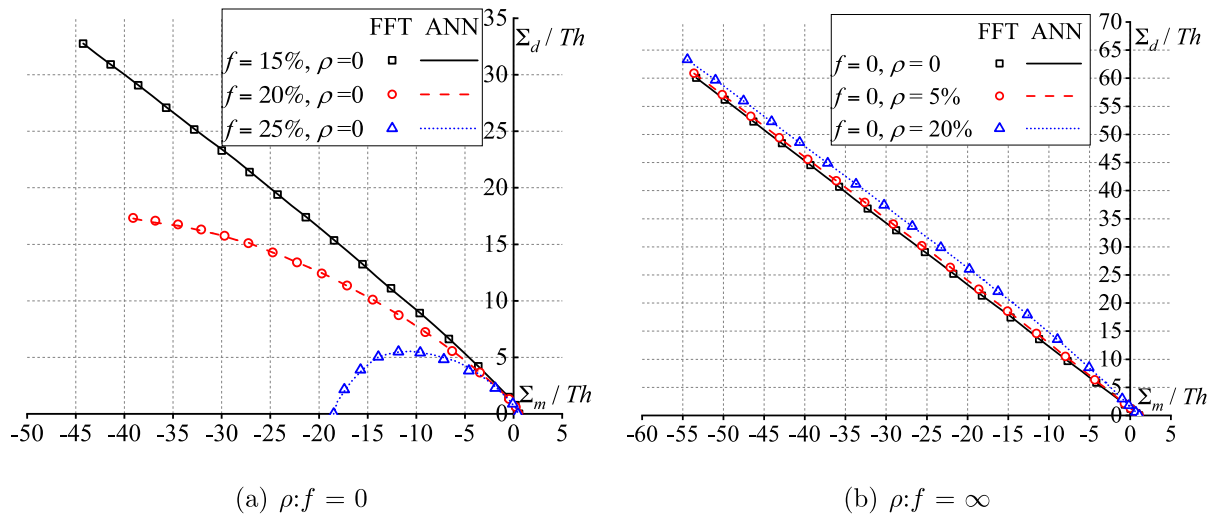 FFT ANN
f = 15%, ρ=0
f = 20%, ρ=0
f = 25%, ρ=0
Σd / Th
35
30
25
20
15
10
5
0
Σm / Th
-50 -45 -40 -35 -30 -25 -20 -15 -10 -5 0 5
(a) ρ:f = 0
FFT ANN
f = 0, ρ = 0
f = 0, ρ = 5%
f = 0, ρ = 20%
Σd / Th
70
65
60
55
50
45
40
35
30
25
20
15
10
5
0
Σm / Th
-60 -55 -50 -45 -40 -35 -30 -25 -20 -15 -10 -5 0 5
(b) ρ:f = ∞